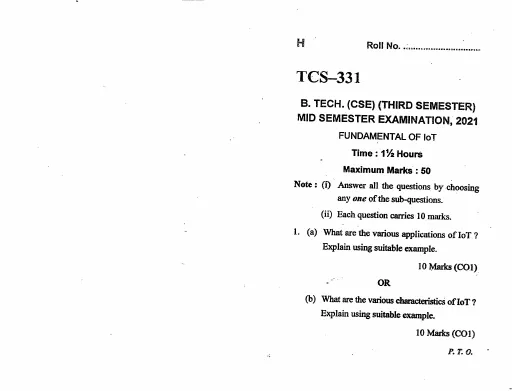 H Roll No. ...............................
TCS–331
B. TECH. (CSE) (THIRD SEMESTER)
MID SEMESTER EXAMINATION, 2021
FUNDAMENTAL OF IoT
Time : 1½ Hours
Maximum Marks : 50
Note : (i) Answer all the questions by choosing
any one of the sub-questions.
(ii) Each question carries 10 marks.
1. (a) What are the various applications of IoT ?
Explain using suitable example.
10 Marks (CO1)
OR
(b) What are the various characteristics of IoT ?
Explain using suitable example.
10 Marks (CO1)
P. T. O.